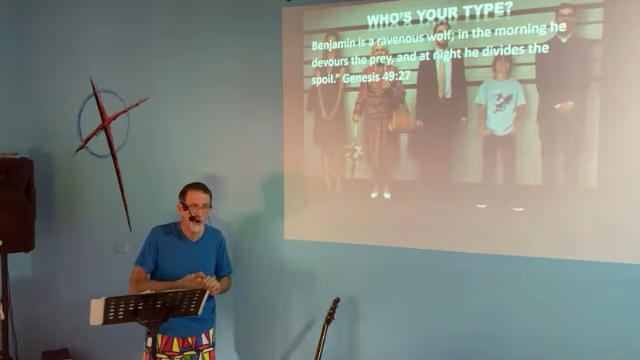 WHO'S YOUR TYPE?
Benjamin is a ravenous wolf, in the morning he
devours the prey, and at night he divides the
spoil." Genesis 49:27